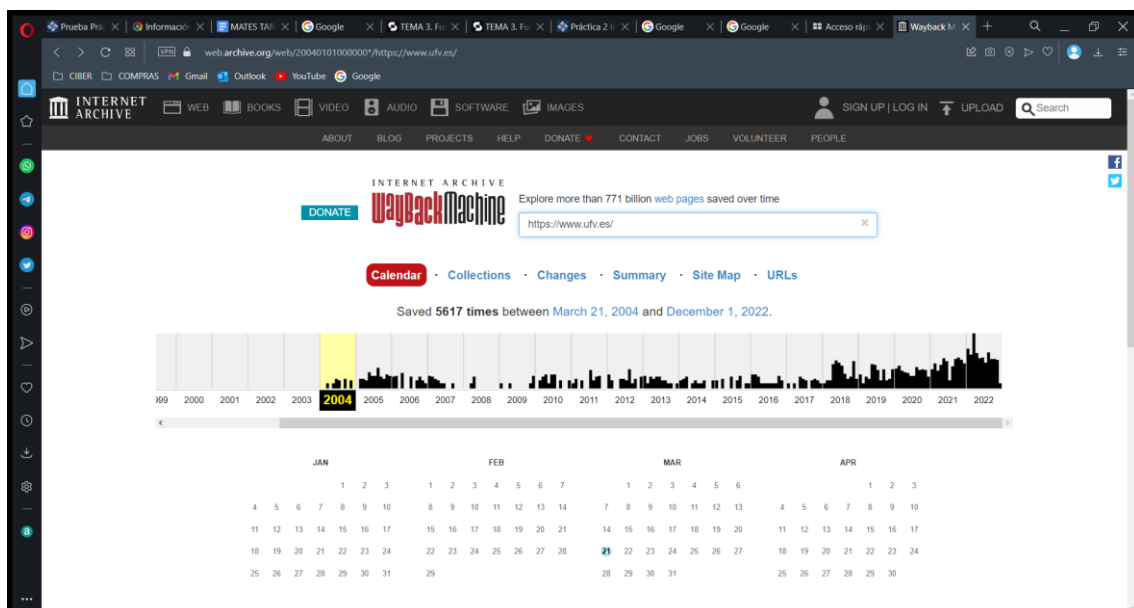 Prueba Prác
Información
MATES TAR
Google
TEMA 3. Fu
TEMA 3. Fu
Práctica 2 I
Google
Google
Acceso rápi
Wayback M
VPN
web.archive.org/web/20040101000000*/https://www.ufv.es/
CIBER COMPRAS Gmail Outlook YouTube Google
INTERNET
ARCHIVE
WEB BOOKS VIDEO AUDIO SOFTWARE IMAGES
SIGN UP | LOG IN UPLOAD Search
ABOUT BLOG PROJECTS HELP DONATE CONTACT JOBS VOLUNTEER PEOPLE
INTERNET ARCHIVE
WayBackMachine
DONATE
Explore more than 771 billion web pages saved over time
https://www.ufv.es/
Calendar · Collections · Changes · Summary · Site Map · URLs
Saved 5617 times between March 21, 2004 and December 1, 2022.
999 2000 2001 2002 2003 2004 2005 2006 2007 2008 2009 2010 2011 2012 2013 2014 2015 2016 2017 2018 2019 2020 2021 2022
JAN
1 2 3
4 5 6 7 8 9 10
11 12 13 14 15 16 17
18 19 20 21 22 23 24
25 26 27 28 29 30 31
FEB
1 2 3 4 5 6 7
8 9 10 11 12 13 14
15 16 17 18 19 20 21
22 23 24 25 26 27 28
29
MAR
1 2 3 4 5 6
7 8 9 10 11 12 13
14 15 16 17 18 19 20
21 22 23 24 25 26 27
28 29 30 31
APR
1 2 3
4 5 6 7 8 9 10
11 12 13 14 15 16 17
18 19 20 21 22 23 24
25 26 27 28 29 30